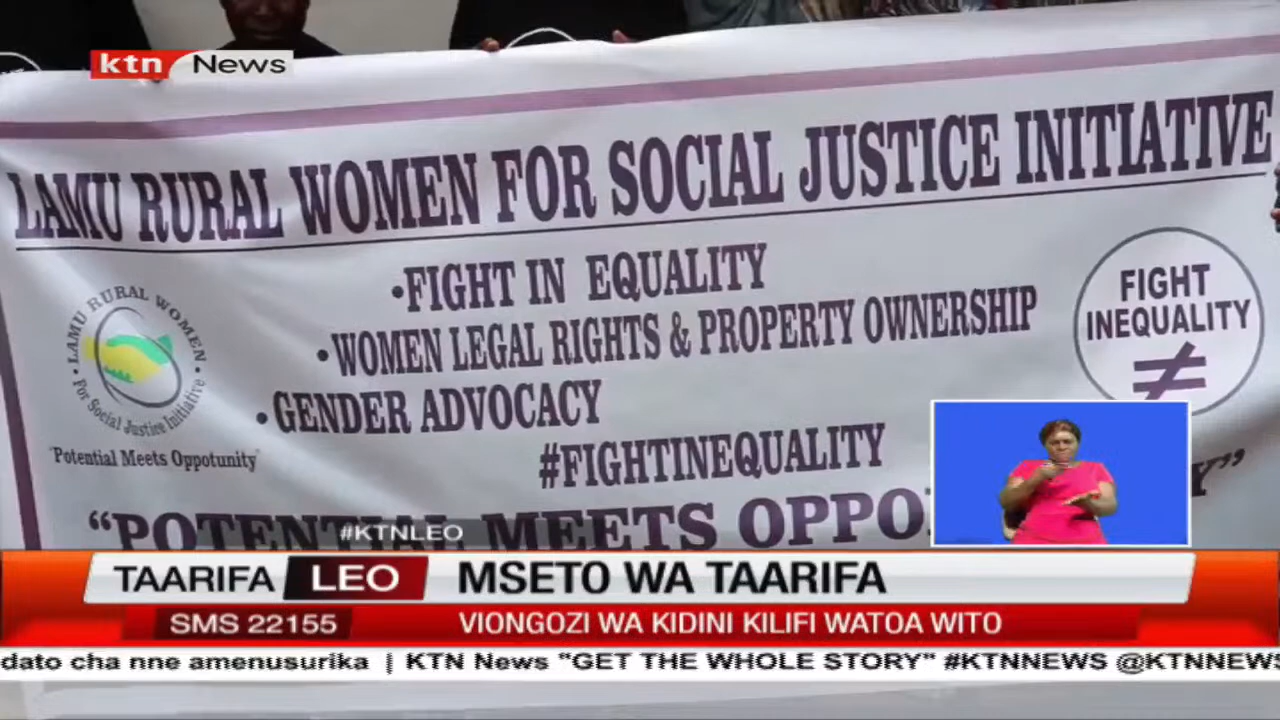 ktn News
LAMU RURAL WOMEN FOR SOCIAL JUSTICE INITIATIVE
•FIGHT IN EQUALITY
•WOMEN LEGAL RIGHTS & PROPERTY OWNERSHIP
•GENDER ADVOCACY
#FIGHTINEQUALITY
FIGHT
INEQUALITY
≠
•LAMU RURAL WOMEN•
For Social Justice Initiative
"Potential Meets Oppotunity"
"POTENTIAL MEETS OPPO Y"
#KTNLEO
TAARIFA LEO MSETO WA TAARIFA
SMS 22155 VIONGOZI WA KIDINI KILIFI WATOA WITO
dato cha nne amenusurika | KTN News "GET THE WHOLE STORY" #KTNNEWS @KTNNEWS